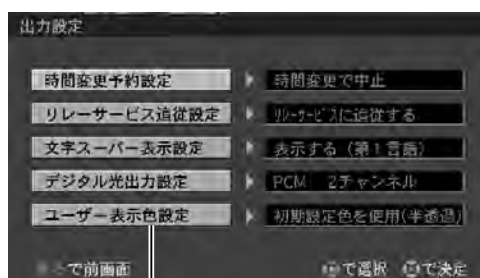 出力設定
時間変更予約設定 時間変更で中止
リレーサービス追従設定 リレーサービスに追従する
文字スーパー表示設定 表示する（第1言語）
デジタル光出力設定 PCM 2チャンネル
ユーザー表示色設定 初期設定色を使用(半透過)
で前画面 で選択 で決定